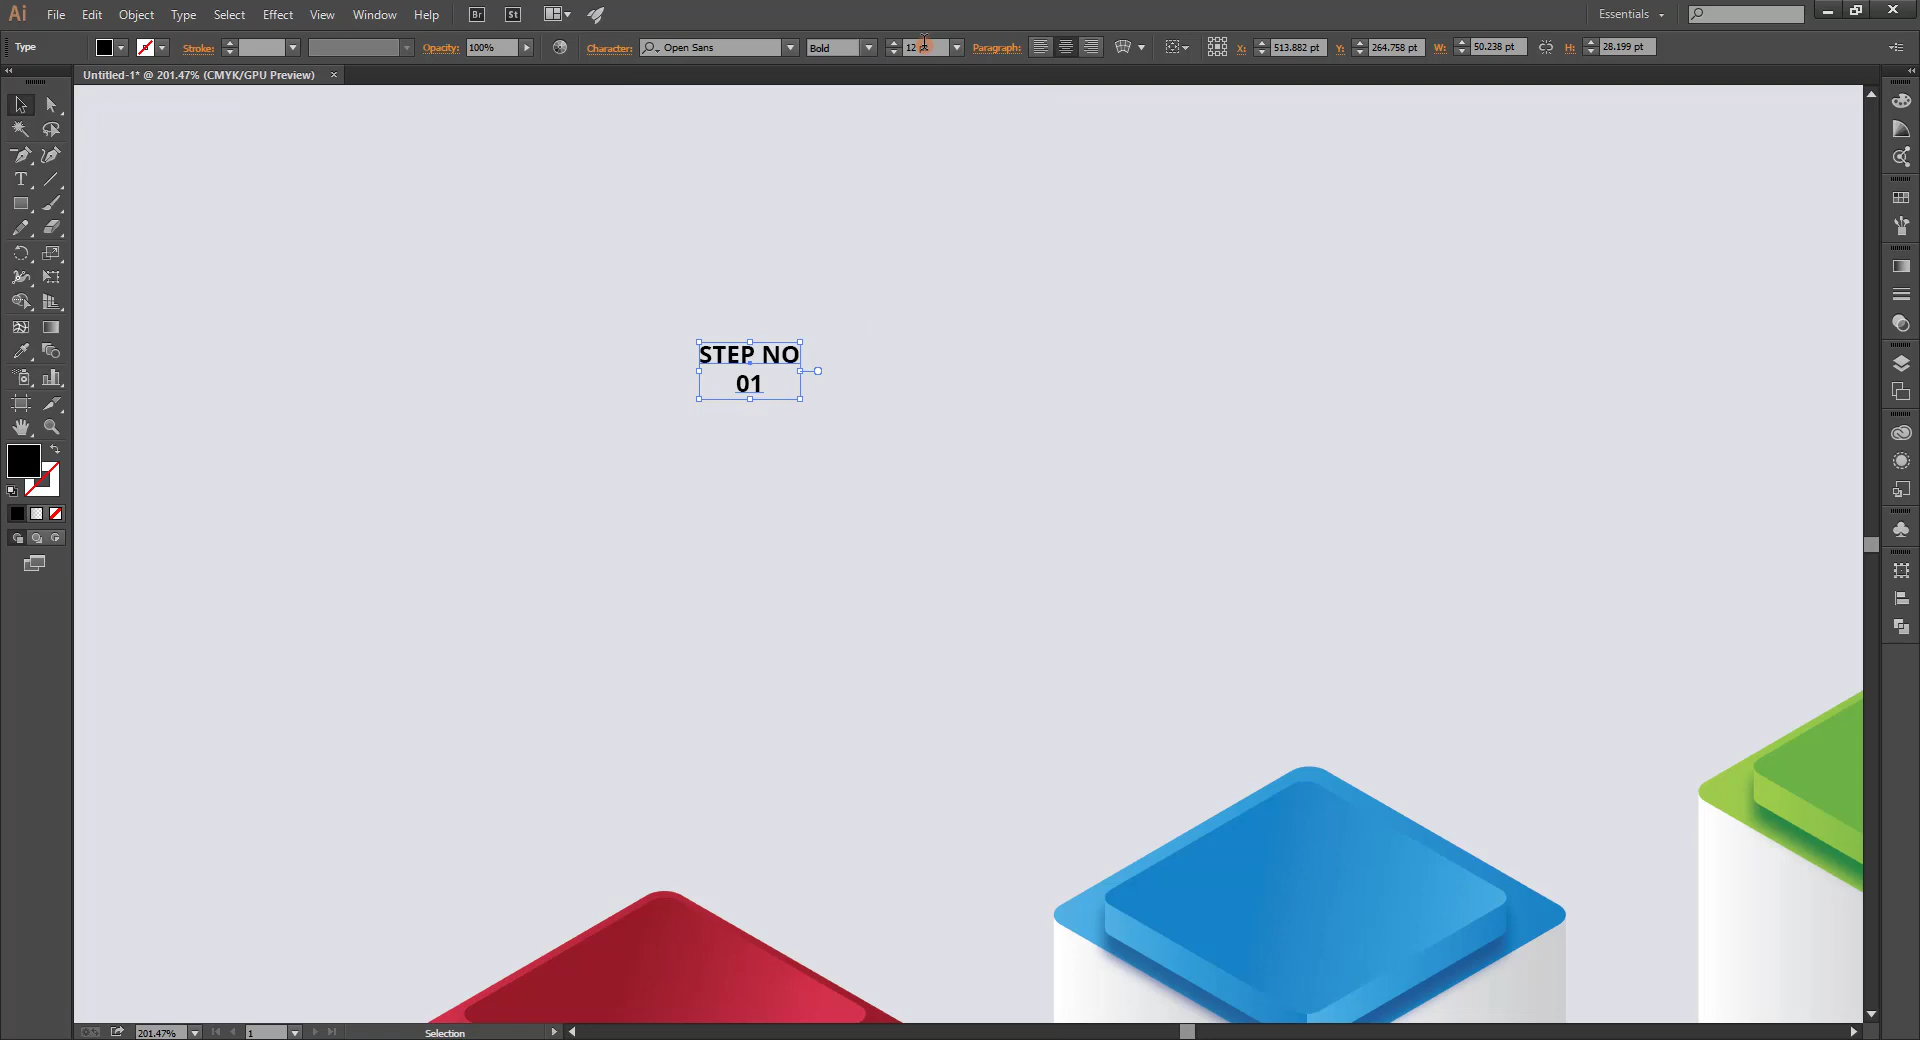 Ai File Edit Object Type Select Effect View Window Help Br St Essentials
Type Stroke: Opacity: 100% Character: Open Sans Bold 12 Paragraph: X: 513.882 pt Y: 264.758 pt W: 50.238 pt H: 28.199 pt
Untitled-1* @ 201.47% (CMYK/GPU Preview) ×
STEP NO
01
201.47% 1 Selection